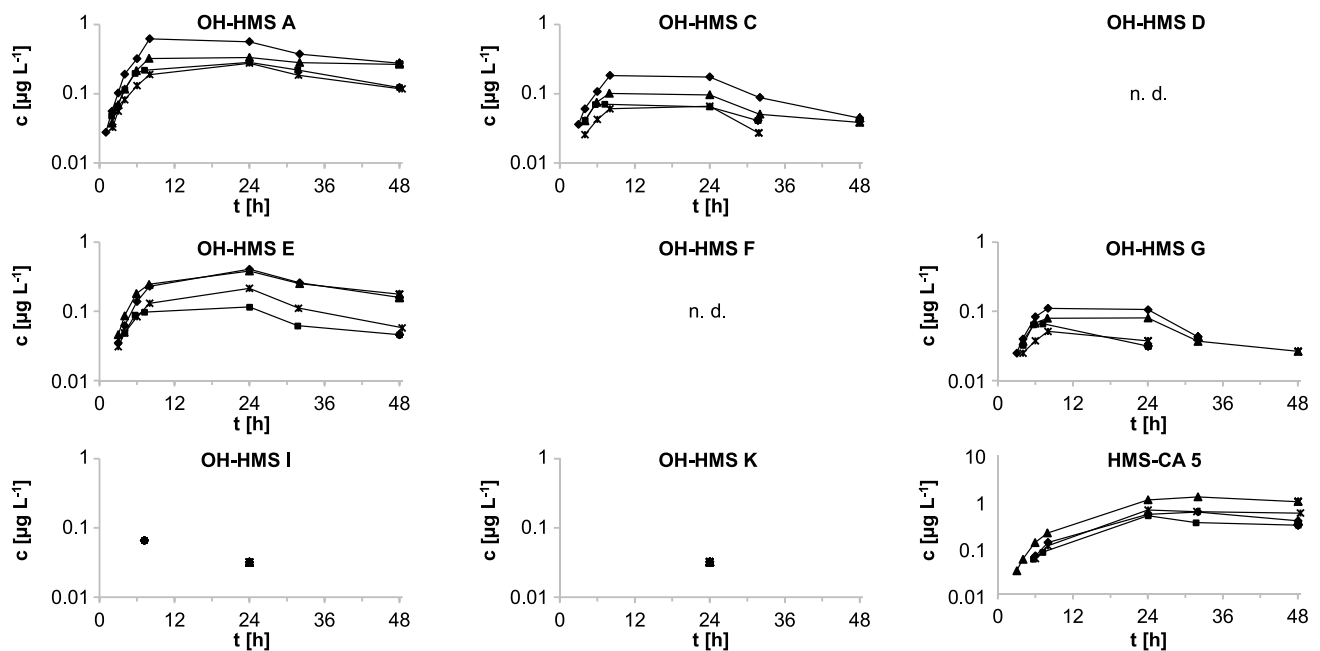 OH-HMS A
c [µg L⁻¹]
1
0.1
0.01
0 12 24 36 48
t [h]
OH-HMS C
c [µg L⁻¹]
1
0.1
0.01
0 12 24 36 48
t [h]
OH-HMS D
n. d.
OH-HMS E
c [µg L⁻¹]
1
0.1
0.01
0 12 24 36 48
t [h]
OH-HMS F
n. d.
OH-HMS G
c [µg L⁻¹]
1
0.1
0.01
0 12 24 36 48
t [h]
OH-HMS I
c [µg L⁻¹]
1
0.1
0.01
0 12 24 36 48
t [h]
OH-HMS K
c [µg L⁻¹]
1
0.1
0.01
0 12 24 36 48
t [h]
HMS-CA 5
c [µg L⁻¹]
10
1
0.1
0.01
0 12 24 36 48
t [h]